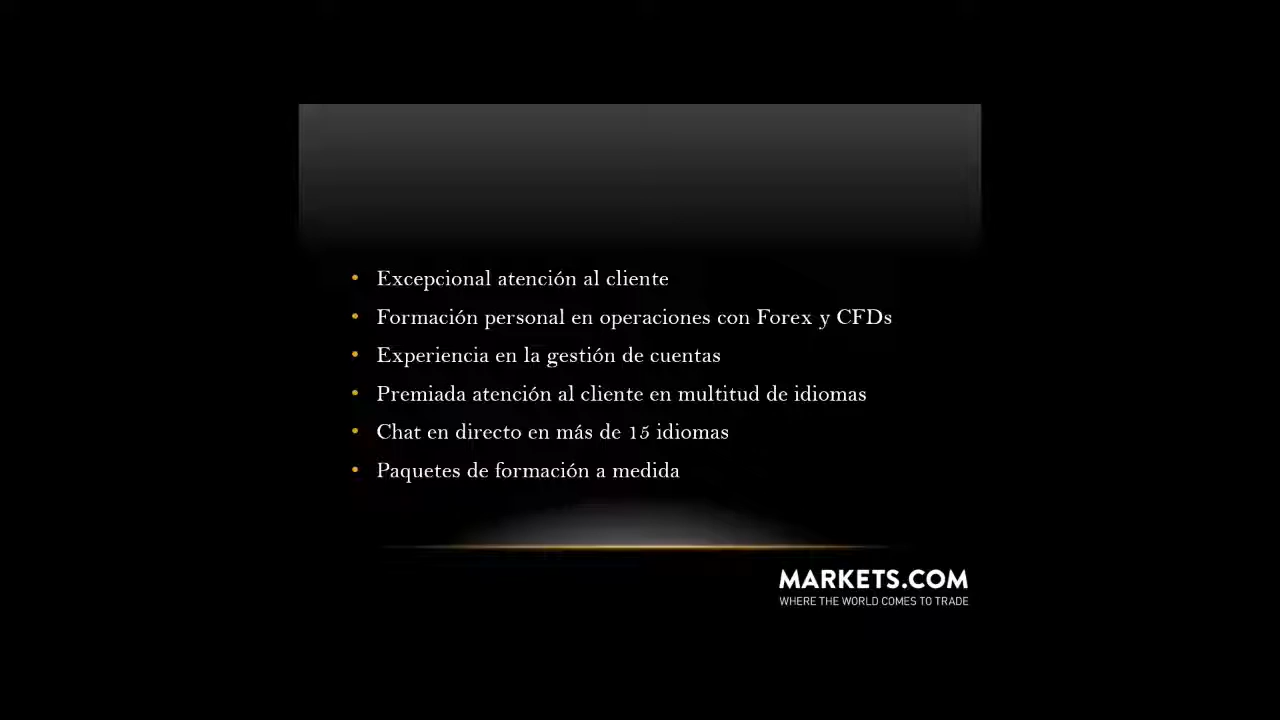 • Excepcional atención al cliente
• Formación personal en operaciones con Forex y CFDs
• Experiencia en la gestión de cuentas
• Premiada atención al cliente en multitud de idiomas
• Chat en directo en más de 15 idiomas
• Paquetes de formación a medida
MARKETS.COM
WHERE THE WORLD COMES TO TRADE